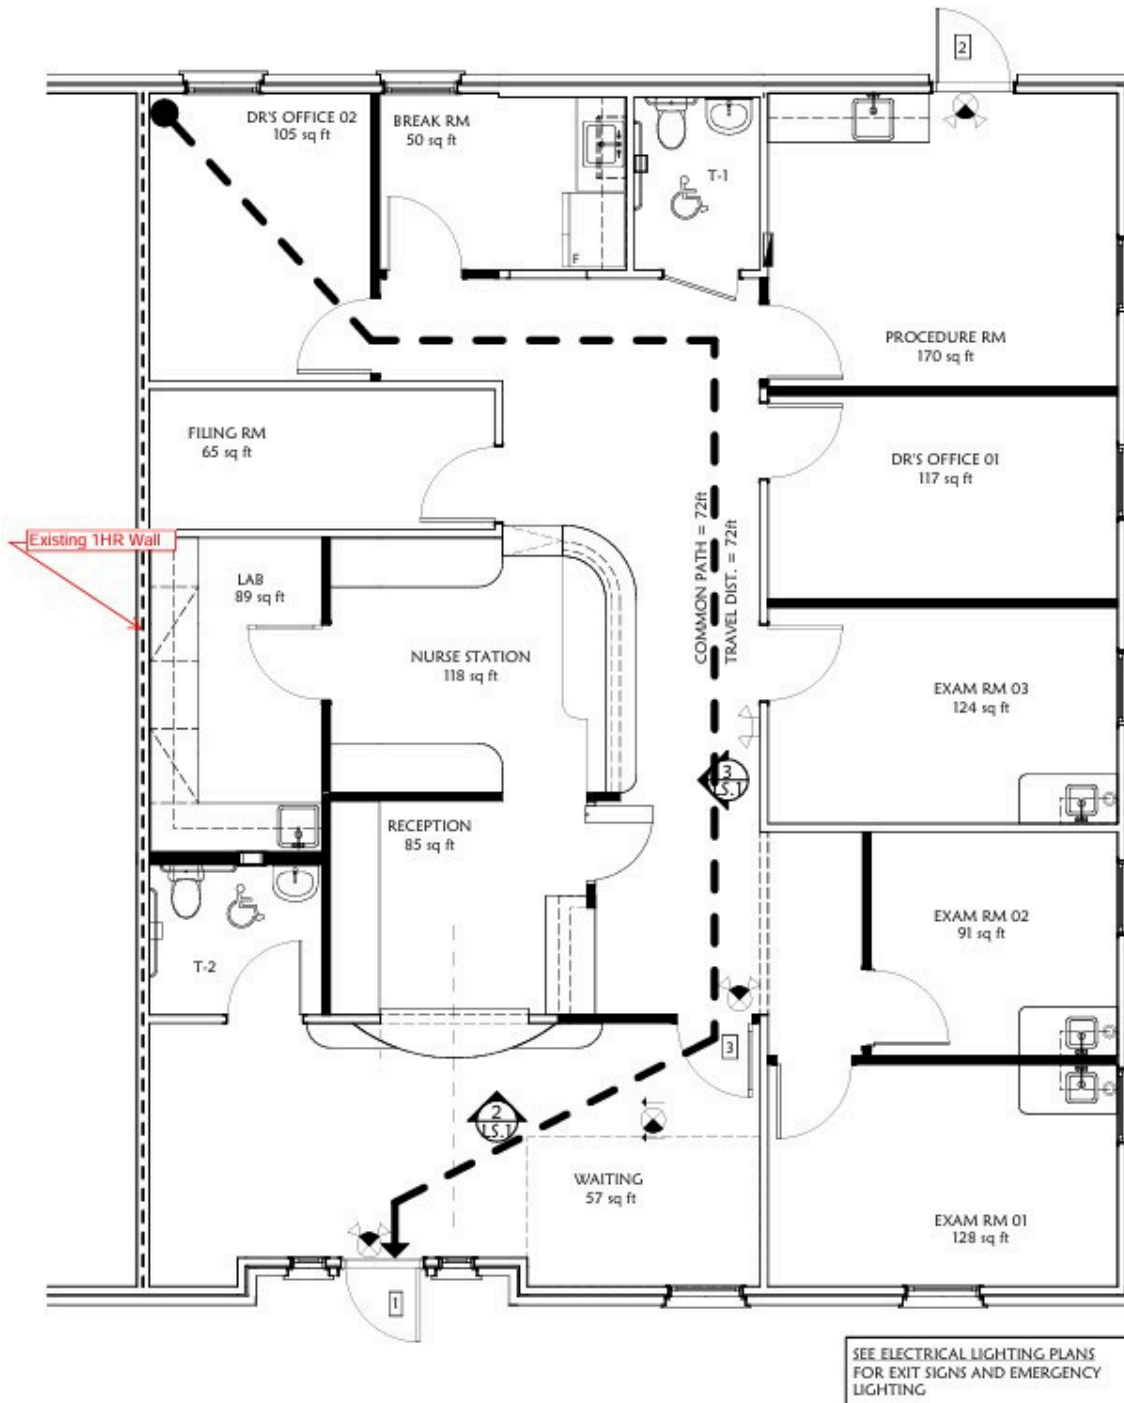 2
DR'S OFFICE 02
105 sq ft
BREAK RM
50 sq ft
T-1
F
PROCEDURE RM
170 sq ft
FILING RM
65 sq ft
DR'S OFFICE 01
117 sq ft
Existing 1HR Wall
LAB
89 sq ft
COMMON PATH = 72ft
TRAVEL DIST. = 72ft
NURSE STATION
118 sq ft
EXAM RM 03
124 sq ft
3
LS.1
RECEPTION
85 sq ft
EXAM RM 02
91 sq ft
T-2
3
2
LS.1
WAITING
57 sq ft
EXAM RM 01
128 sq ft
1
SEE ELECTRICAL LIGHTING PLANS
FOR EXIT SIGNS AND EMERGENCY
LIGHTING